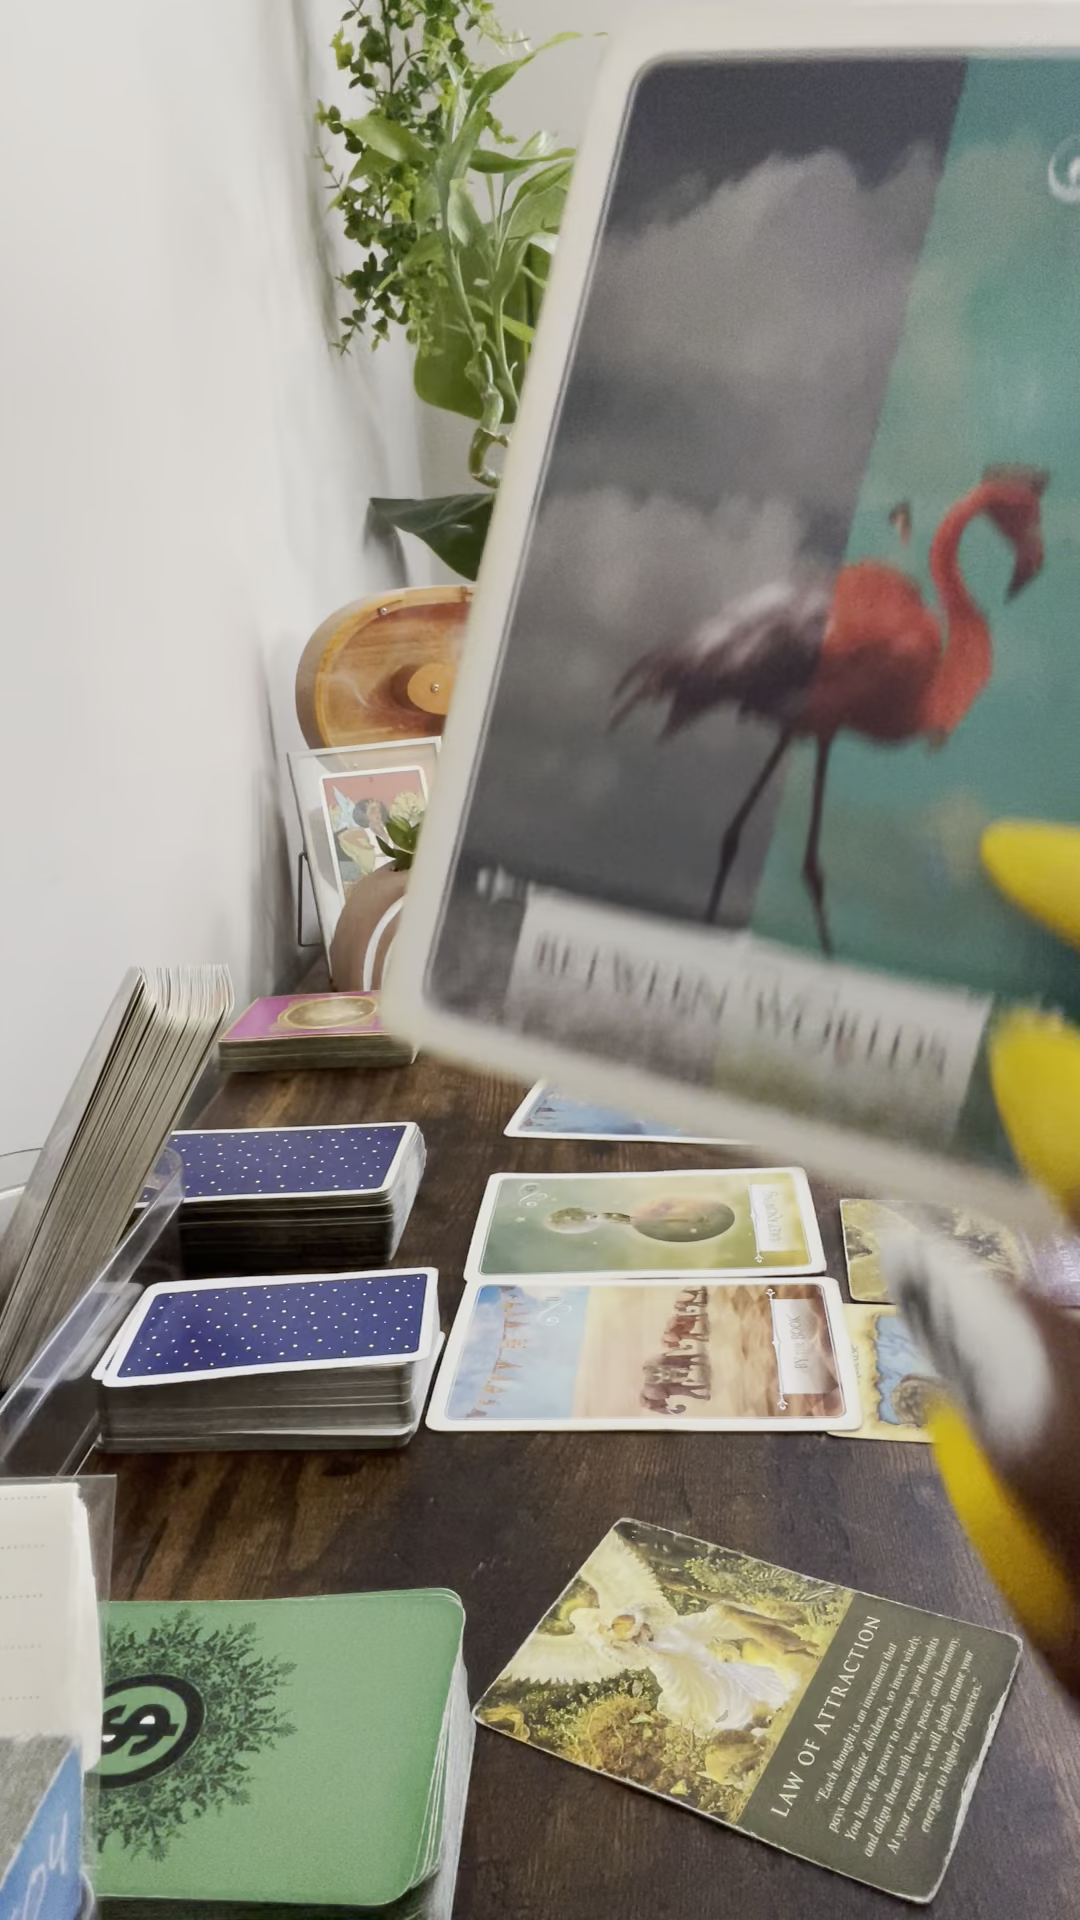 BETWEEN WORLDS
BY THE BOOK
LAW OF ATTRACTION
"Each thought is an investment that
pays immediate dividends, so invest wisely.
You have the power to choose your thoughts
and align them with love, peace, and harmony.
At your request, we will gladly attune your
energies to higher frequencies."